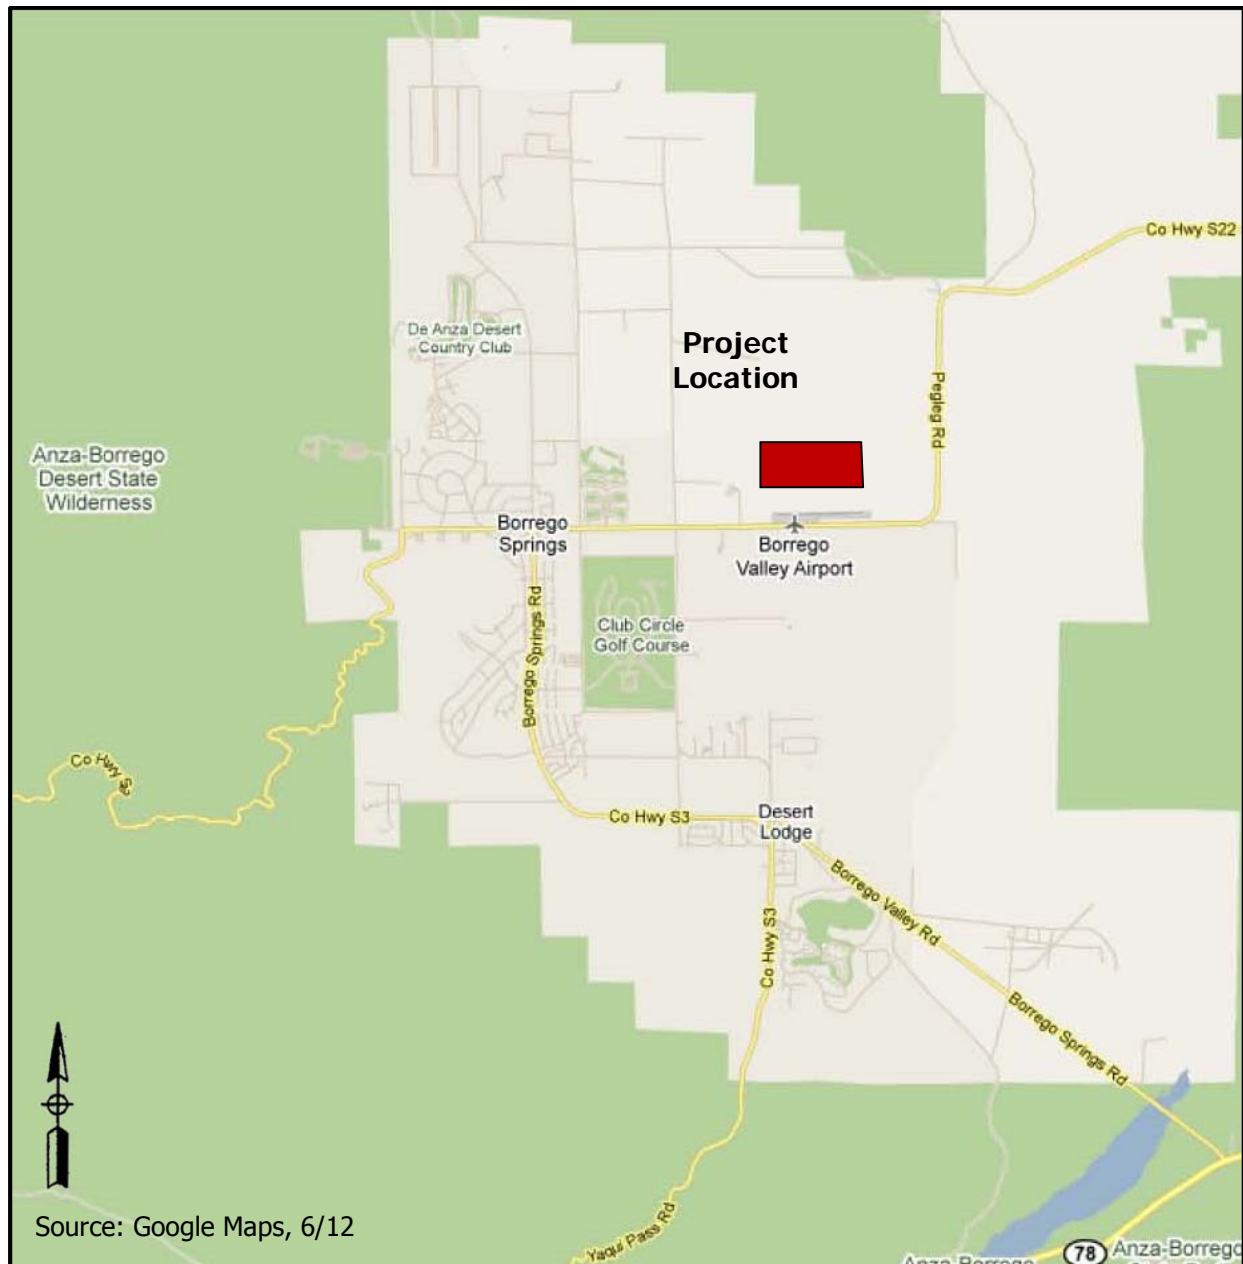 Co Hwy S22
De Anza Desert
Country Club
Project
Location
Pegleg Rd
Anza-Borrego
Desert State
Wilderness
Borrego
Springs
Borrego
Valley Airport
Club Circle
Golf Course
Borrego Springs Rd
Co Hwy
Co Hwy S3
Desert
Lodge
Borrego Valley Rd
Co Hwy S3
Borrego Springs Rd
Yaqui Pass Rd
Source: Google Maps, 6/12
78
Anza-Borrego
Anza-Borrego